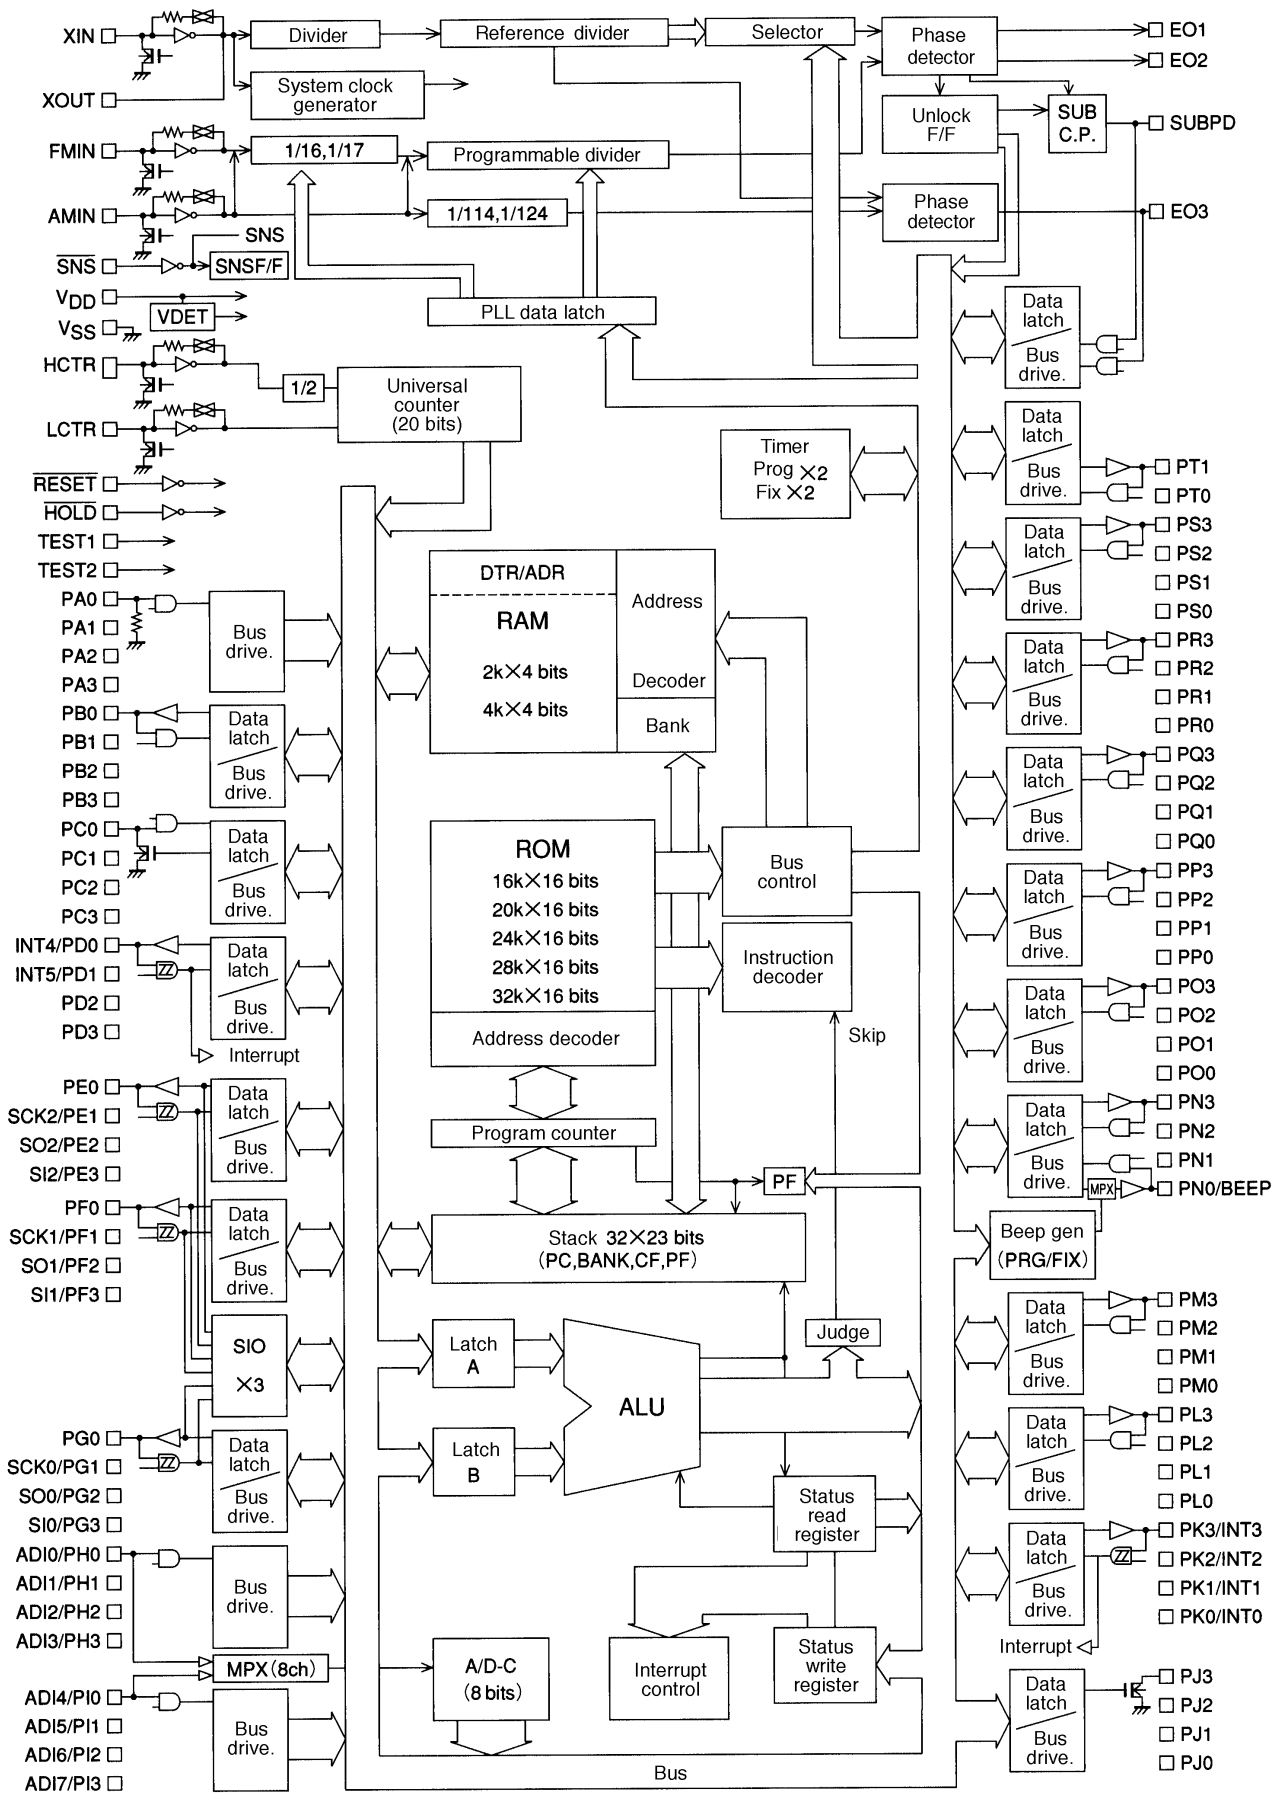 XIN
Divider
Reference divider
Selector
Phase
detector
EO1
EO2
XOUT
System clock
generator
Unlock
F/F
SUB
C.P.
SUBPD
FMIN
1/16,1/17
Programmable divider
AMIN
1/114,1/124
Phase
detector
EO3
SNS
SNS
SNSF/F
VDD
VDET
VSS
PLL data latch
Data
latch
Bus
drive.
HCTR
1/2
Universal
counter
(20 bits)
LCTR
Timer
Prog ×2
Fix ×2
Data
latch
Bus
drive.
PT1
PT0
RESET
HOLD
TEST1
TEST2
Data
latch
Bus
drive.
PS3
PS2
PS1
PS0
PA0
PA1
PA2
PA3
Bus
drive.
DTR/ADR
RAM
2k×4 bits
4k×4 bits
Address
Decoder
Bank
Data
latch
Bus
drive.
PR3
PR2
PR1
PR0
PB0
PB1
PB2
PB3
Data
latch
Bus
drive.
Data
latch
Bus
drive.
PQ3
PQ2
PQ1
PQ0
PC0
PC1
PC2
PC3
Data
latch
Bus
drive.
ROM
16k×16 bits
20k×16 bits
24k×16 bits
28k×16 bits
32k×16 bits
Address decoder
Bus
control
Instruction
decoder
Skip
Data
latch
Bus
drive.
PP3
PP2
PP1
PP0
INT4/PD0
INT5/PD1
PD2
PD3
Data
latch
Bus
drive.
Interrupt
Data
latch
Bus
drive.
PO3
PO2
PO1
PO0
PE0
SCK2/PE1
SO2/PE2
SI2/PE3
Data
latch
Bus
drive.
Program counter
PF
Data
latch
Bus
drive.
MPX
PN3
PN2
PN1
PN0/BEEP
PF0
SCK1/PF1
SO1/PF2
SI1/PF3
Data
latch
Bus
drive.
Stack 32×23 bits
(PC,BANK,CF,PF)
Beep gen
(PRG/FIX)
SIO
×3
Latch
A
ALU
Judge
Data
latch
Bus
drive.
PM3
PM2
PM1
PM0
PG0
SCK0/PG1
SO0/PG2
SI0/PG3
Data
latch
Bus
drive.
Latch
B
Status
read
register
Data
latch
Bus
drive.
PL3
PL2
PL1
PL0
ADI0/PH0
ADI1/PH1
ADI2/PH2
ADI3/PH3
Bus
drive.
Data
latch
Bus
drive.
PK3/INT3
PK2/INT2
PK1/INT1
PK0/INT0
Interrupt
MPX(8ch)
A/D-C
(8 bits)
Interrupt
control
Status
write
register
ADI4/PI0
ADI5/PI1
ADI6/PI2
ADI7/PI3
Bus
drive.
Data
latch
Bus
drive.
PJ3
PJ2
PJ1
PJ0
Bus